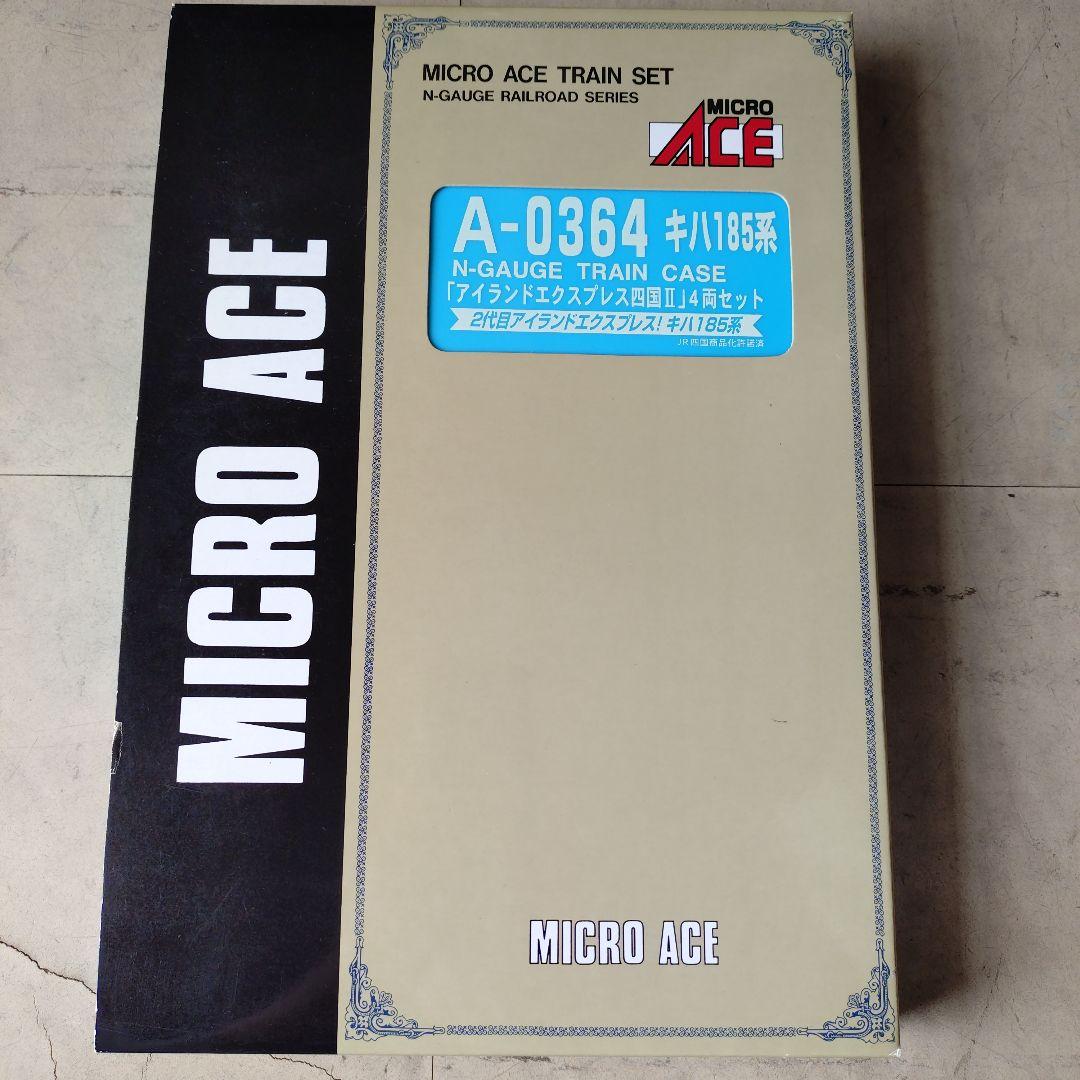 MICRO ACE
MICRO ACE TRAIN SET
N-GAUGE RAILROAD SERIES
MICRO
ACE
A-0364 キハ185系
N-GAUGE TRAIN CASE
「アイランドエクスプレス四国Ⅱ」4両セット
2代目アイランドエクスプレス!キハ185系
JR四国商品化許諾済
MICRO ACE